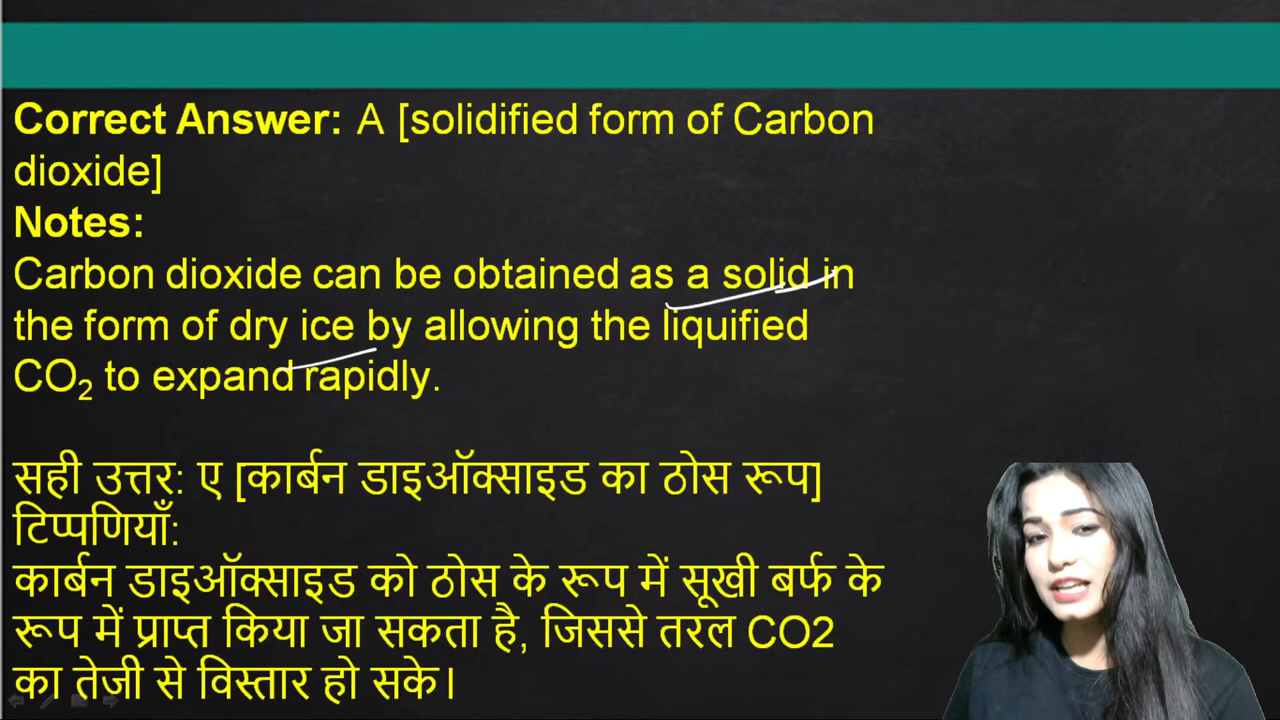 Correct Answer: A [solidified form of Carbon
dioxide]
Notes:
Carbon dioxide can be obtained as a solid in
the form of dry ice by allowing the liquified
CO₂ to expand rapidly.
सही उत्तर: ए [कार्बन डाइऑक्साइड का ठोस रूप]
टिप्पणियाँ:
कार्बन डाइऑक्साइड को ठोस के रूप में सूखी बर्फ के
रूप में प्राप्त किया जा सकता है, जिससे तरल CO2
का तेजी से विस्तार हो सके।